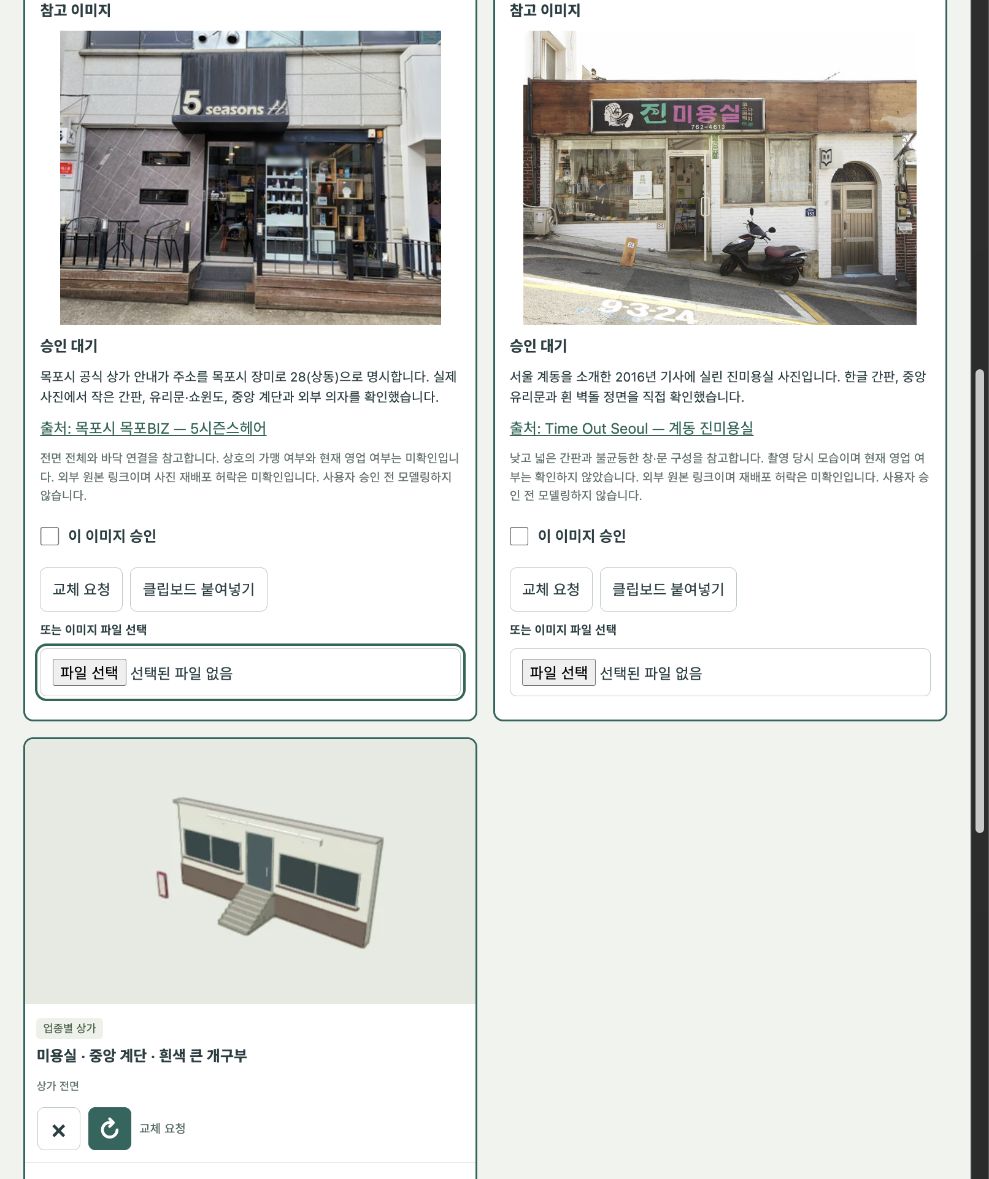 참고 이미지
5 seasons
승인 대기
목포시 공식 상가 안내가 주소를 목포시 장미로 28(상동)으로 명시합니다. 실제
사진에서 작은 간판, 유리문·쇼윈도, 중앙 계단과 외부 의자를 확인했습니다.
출처: 목포시 목포BIZ — 5시즌스헤어
전면 전체와 바닥 연결을 참고합니다. 상호의 가맹 여부와 현재 영업 여부는 미확인입니
다. 외부 원본 링크이며 사진 재배포 허락은 미확인입니다. 사용자 승인 전 모델링하지
않습니다.
이 이미지 승인
교체 요청
클립보드 붙여넣기
또는 이미지 파일 선택
파일 선택 선택된 파일 없음
참고 이미지
진미용실
762-4613
9·3·24
승인 대기
서울 계동을 소개한 2016년 기사에 실린 진미용실 사진입니다. 한글 간판, 중앙
유리문과 흰 벽돌 정면을 직접 확인했습니다.
출처: Time Out Seoul — 계동 진미용실
낮고 넓은 간판과 불균등한 창·문 구성을 참고합니다. 촬영 당시 모습이며 현재 영업 여
부는 확인하지 않았습니다. 외부 원본 링크이며 재배포 허락은 미확인입니다. 사용자 승
인 전 모델링하지 않습니다.
이 이미지 승인
교체 요청
클립보드 붙여넣기
또는 이미지 파일 선택
파일 선택 선택된 파일 없음
업종별 상가
미용실 · 중앙 계단 · 흰색 큰 개구부
상가 전면
교체 요청